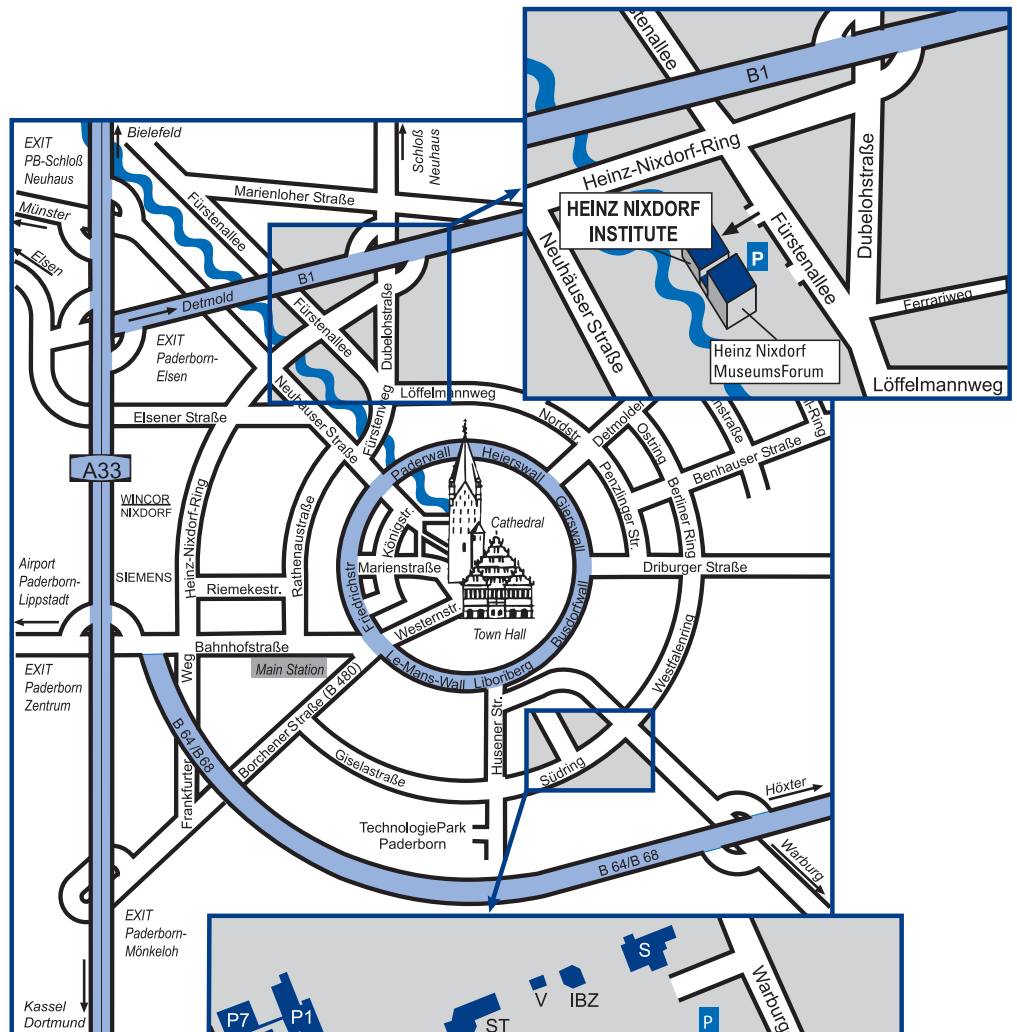 Fürstenallee
B1
Heinz-Nixdorf-Ring
Dubelohstraße
HEINZ NIXDORF
INSTITUTE
P
Fürstenallee
Neuhäuser Straße
Ferrariweg
Heinz Nixdorf
MuseumsForum
Löffelmannweg
EXIT
PB-Schloß
Neuhaus
Bielefeld
Schloß
Neuhaus
Münster
Elsen
Marienloher Straße
Fürstenallee
B1
Detmold
Fürstenallee
Dubelohstraße
EXIT
Paderborn-
Elsen
Neuhäuser Straße
Fürstenweg
Löffelmannweg
Elsener Straße
Nordstr.
Detmolder
Ostring
Benhauser Straße
Penzlinger Str.
Berliner Ring
A33
WINCOR
NIXDORF
Heinz-Nixdorf-Ring
Rathenaustraße
Paderwall
Heierswall
Gierswall
Königstr.
Cathedral
Marienstraße
Driburger Straße
Airport
Paderborn-
Lippstadt
SIEMENS
Riemekestr.
Friedrichstr
Westernstr.
Town Hall
Busdorfwall
Westfalenring
Bahnhofstraße
Main Station
Le-Mans-Wall
Liboriberg
EXIT
Paderborn
Zentrum
Frankfurter Weg
B 64/B68
Borchener Straße (B 480)
Husener Str.
Giselastraße
Südring
TechnologiePark
Paderborn
Höxter
B 64/B 68
Warburg
EXIT
Paderborn-
Mönkeloh
Kassel
Dortmund
S
V
IBZ
ST
P7
P1
P
Warburg